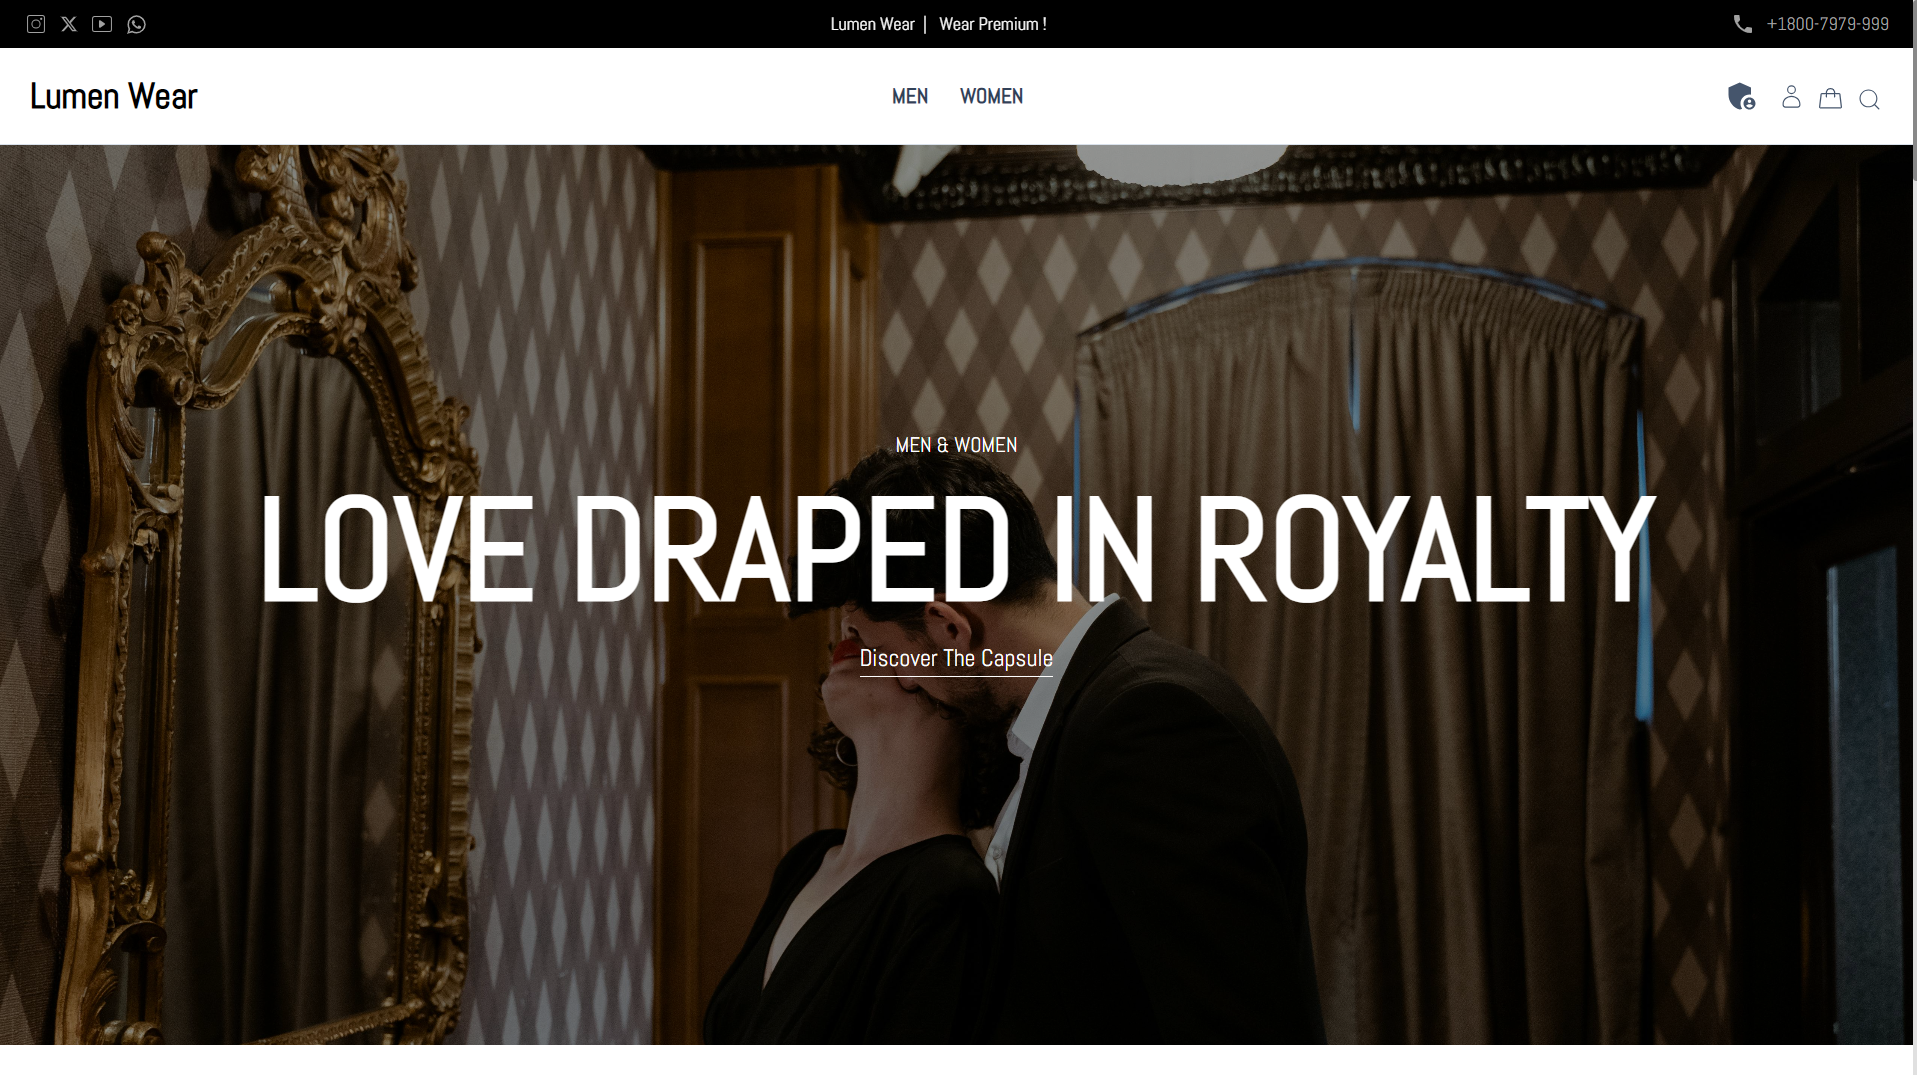 Lumen Wear | Wear Premium !
+1800-7979-999
Lumen Wear
MEN
WOMEN
MEN & WOMEN
LOVE DRAPED IN ROYALTY
Discover The Capsule